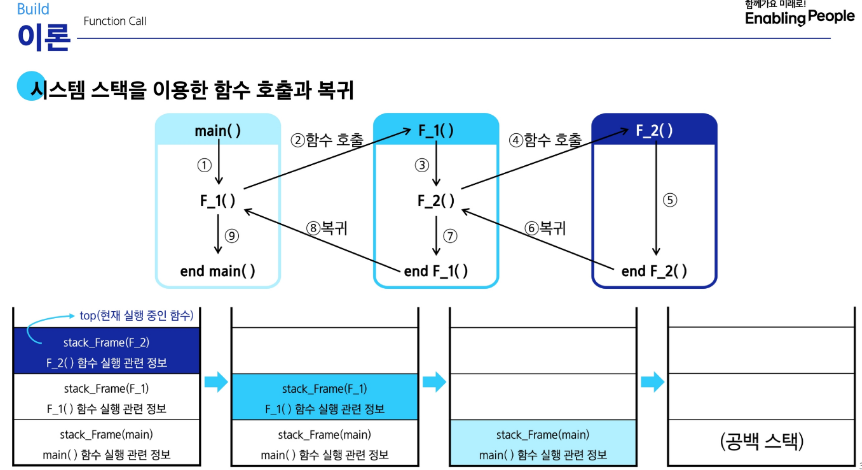 Build
이론
Function Call
함께가요 미래로!
Enabling People
시스템 스택을 이용한 함수 호출과 복귀
main( )
F_1( )
F_2( )
②함수 호출
④함수 호출
①
③
⑤
F_1( )
F_2( )
⑧복귀
⑥복귀
⑨
⑦
end main( )
end F_1( )
end F_2( )
top(현재 실행 중인 함수)
stack_Frame(F_2)
F_2( ) 함수 실행 관련 정보
stack_Frame(F_1)
F_1( ) 함수 실행 관련 정보
stack_Frame(main)
main( ) 함수 실행 관련 정보
stack_Frame(F_1)
F_1( ) 함수 실행 관련 정보
stack_Frame(main)
main( ) 함수 실행 관련 정보
stack_Frame(main)
main( ) 함수 실행 관련 정보
(공백 스택)